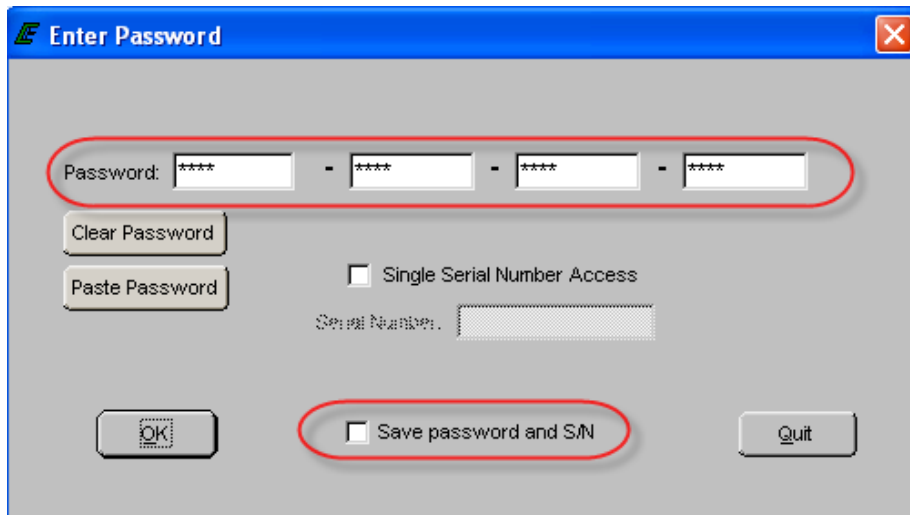 Enter Password
Password: **** - **** - **** - ****
Clear Password
Paste Password
Single Serial Number Access
Serial Number:
OK
Save password and S/N
Quit